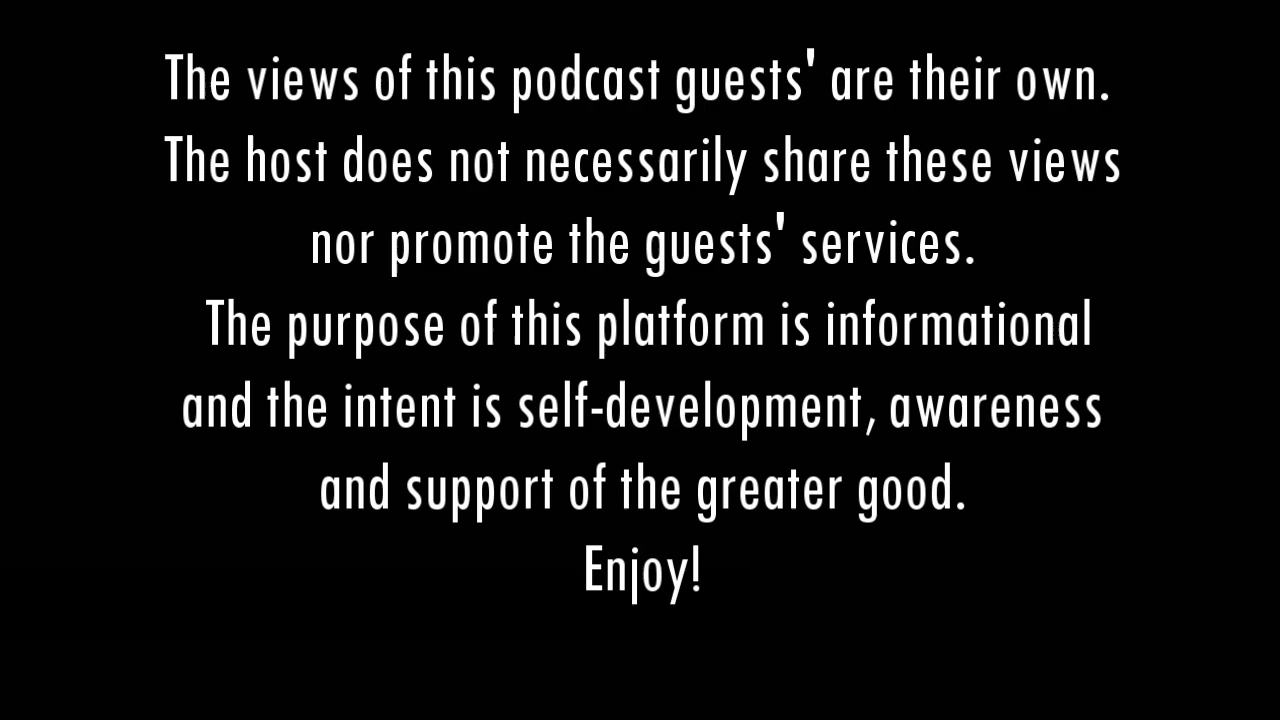 The views of this podcast guests' are their own.
The host does not necessarily share these views
nor promote the guests' services.
The purpose of this platform is informational
and the intent is self-development, awareness
and support of the greater good.
Enjoy!